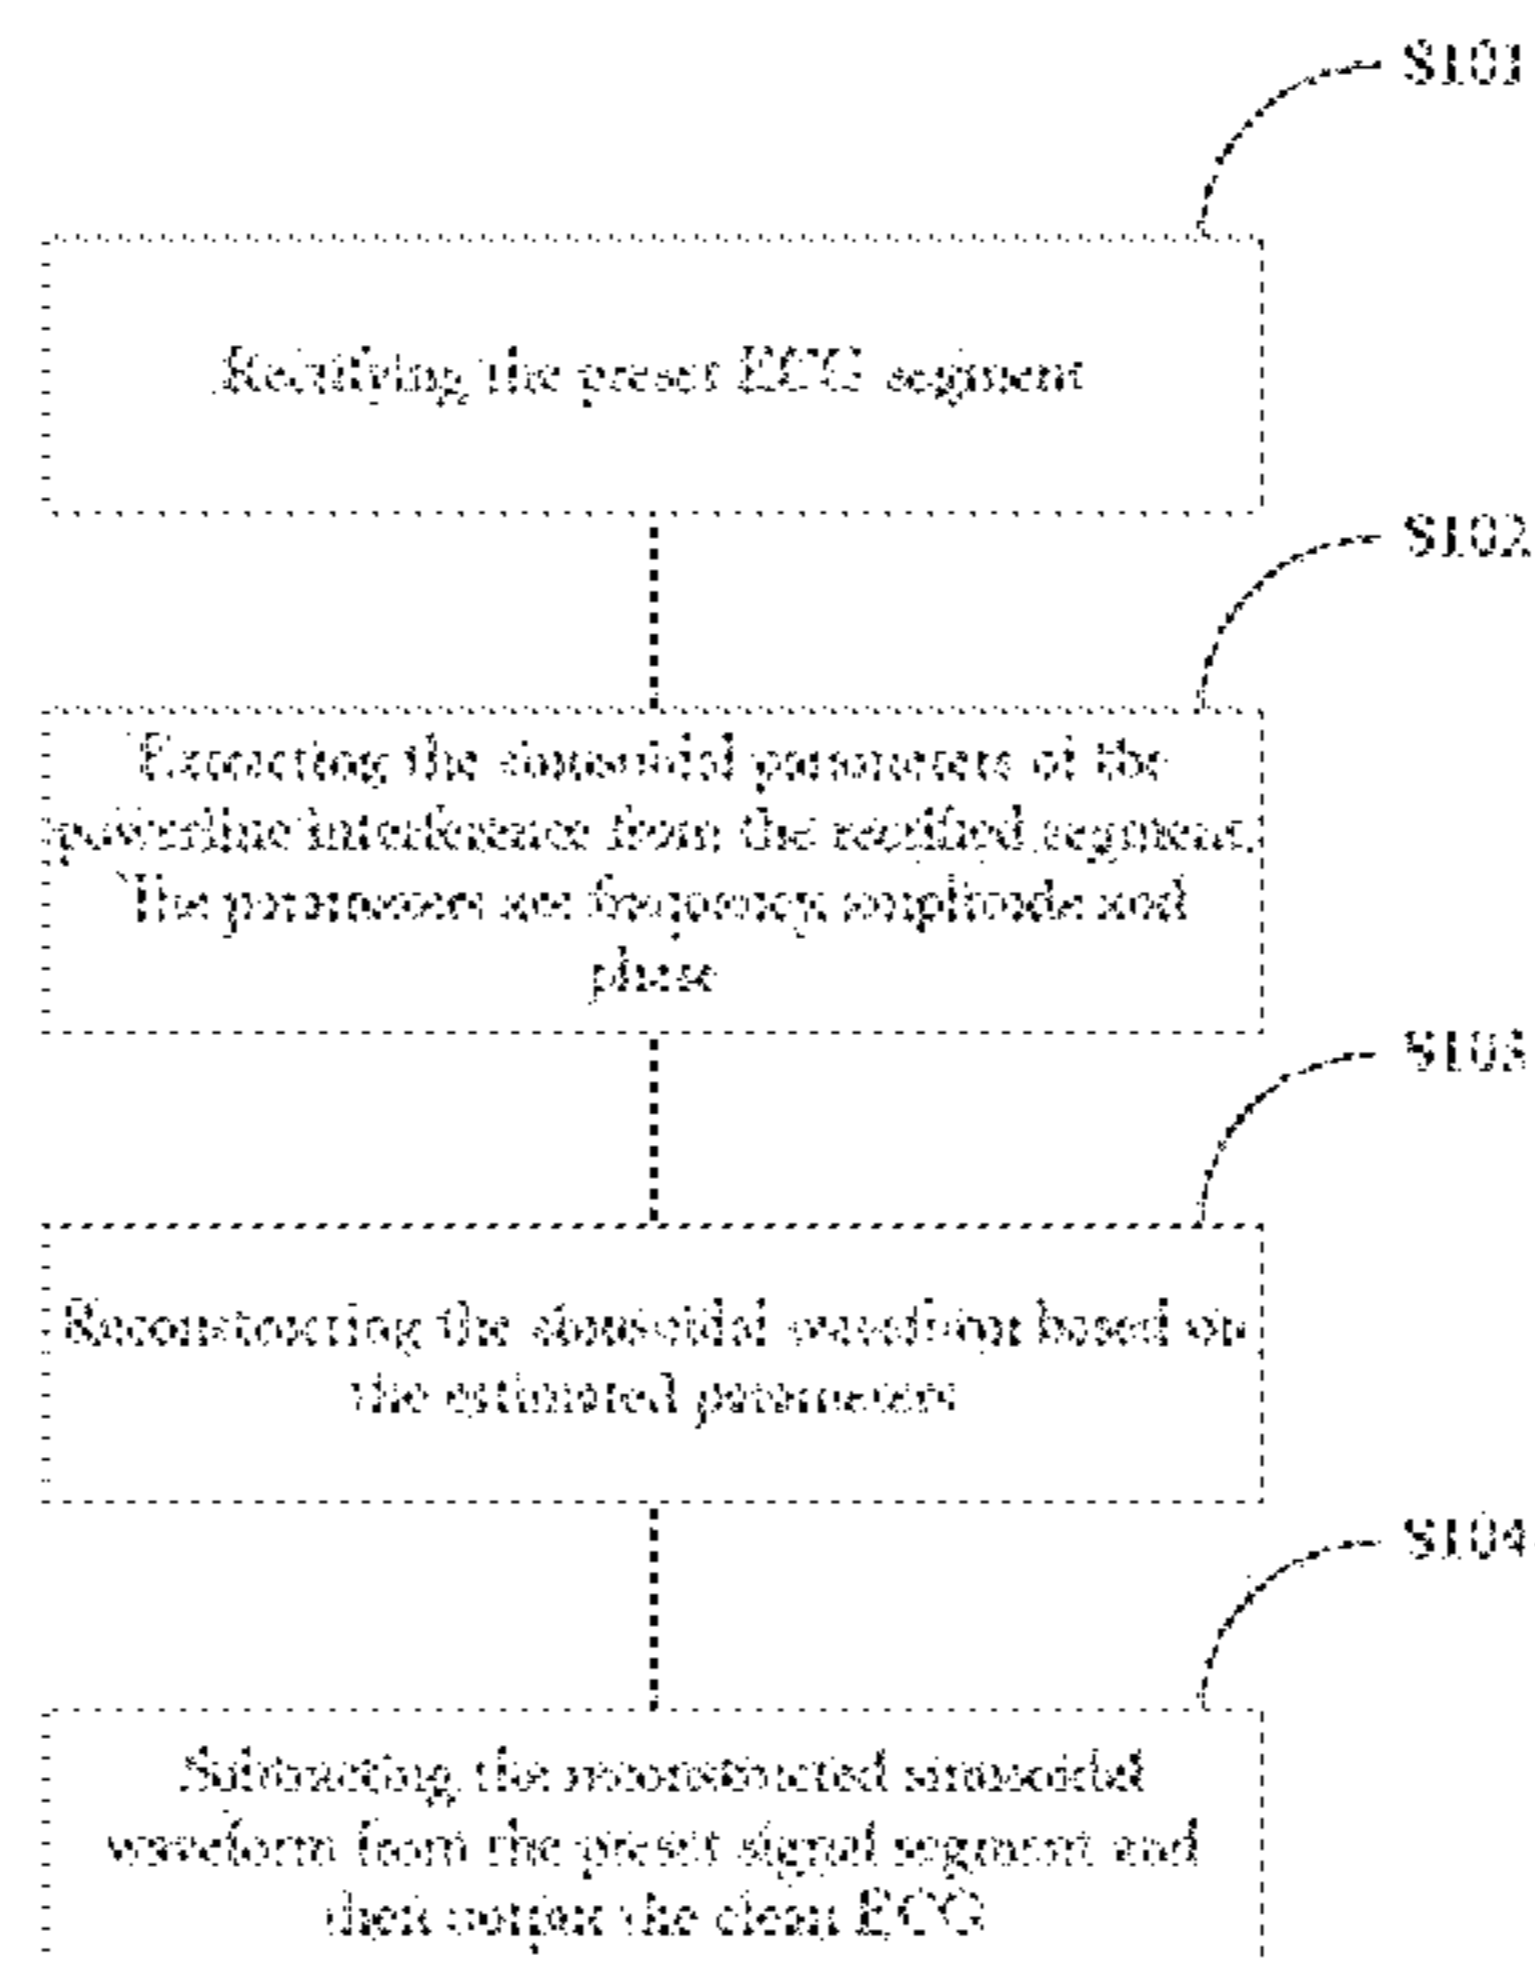 S101
Rectifying the preset ECG segment
S102
Extracting the sinusoidal parameters of the
powerline interference from the rectified segment.
The parameters are frequency, amplitude and
phase
S103
Reconstructing the sinusoidal waveform based on
the estimated parameters
S104
Subtracting the reconstructed sinusoidal
waveform from the preset signal segment and
then output the clean ECG